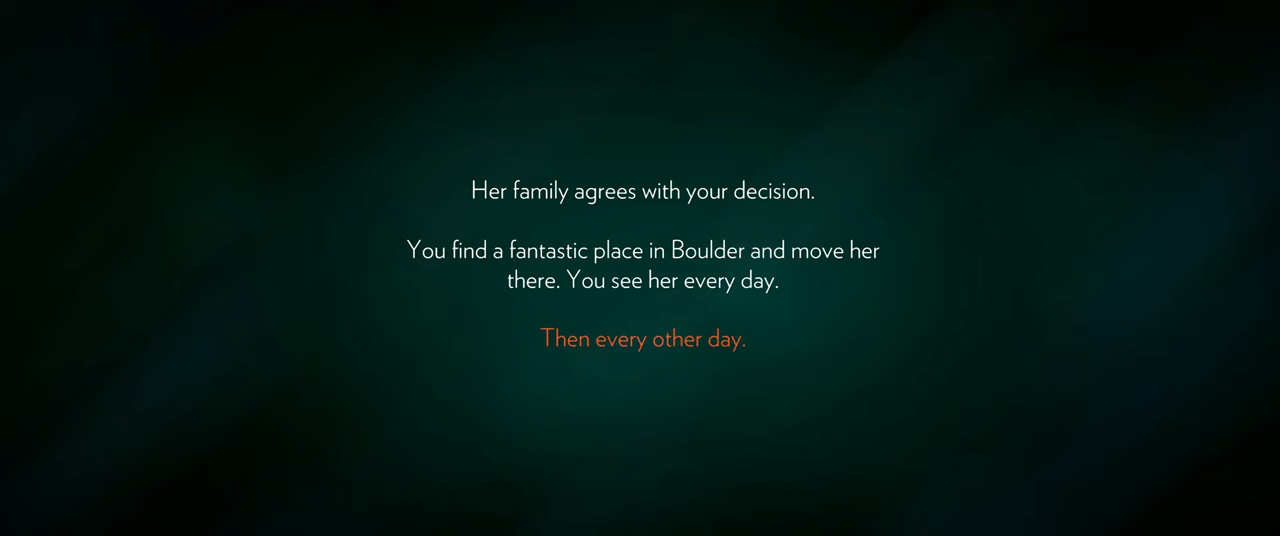 Her family agrees with your decision.
You find a fantastic place in Boulder and move her
there. You see her every day.
Then every other day.